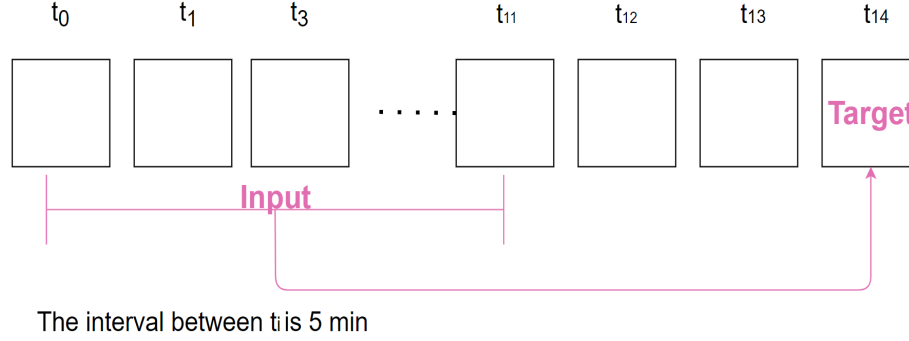 t₀ t₁ t₃ t₁₁ t₁₂ t₁₃ t₁₄
Target
Input
The interval between tᵢ is 5 min